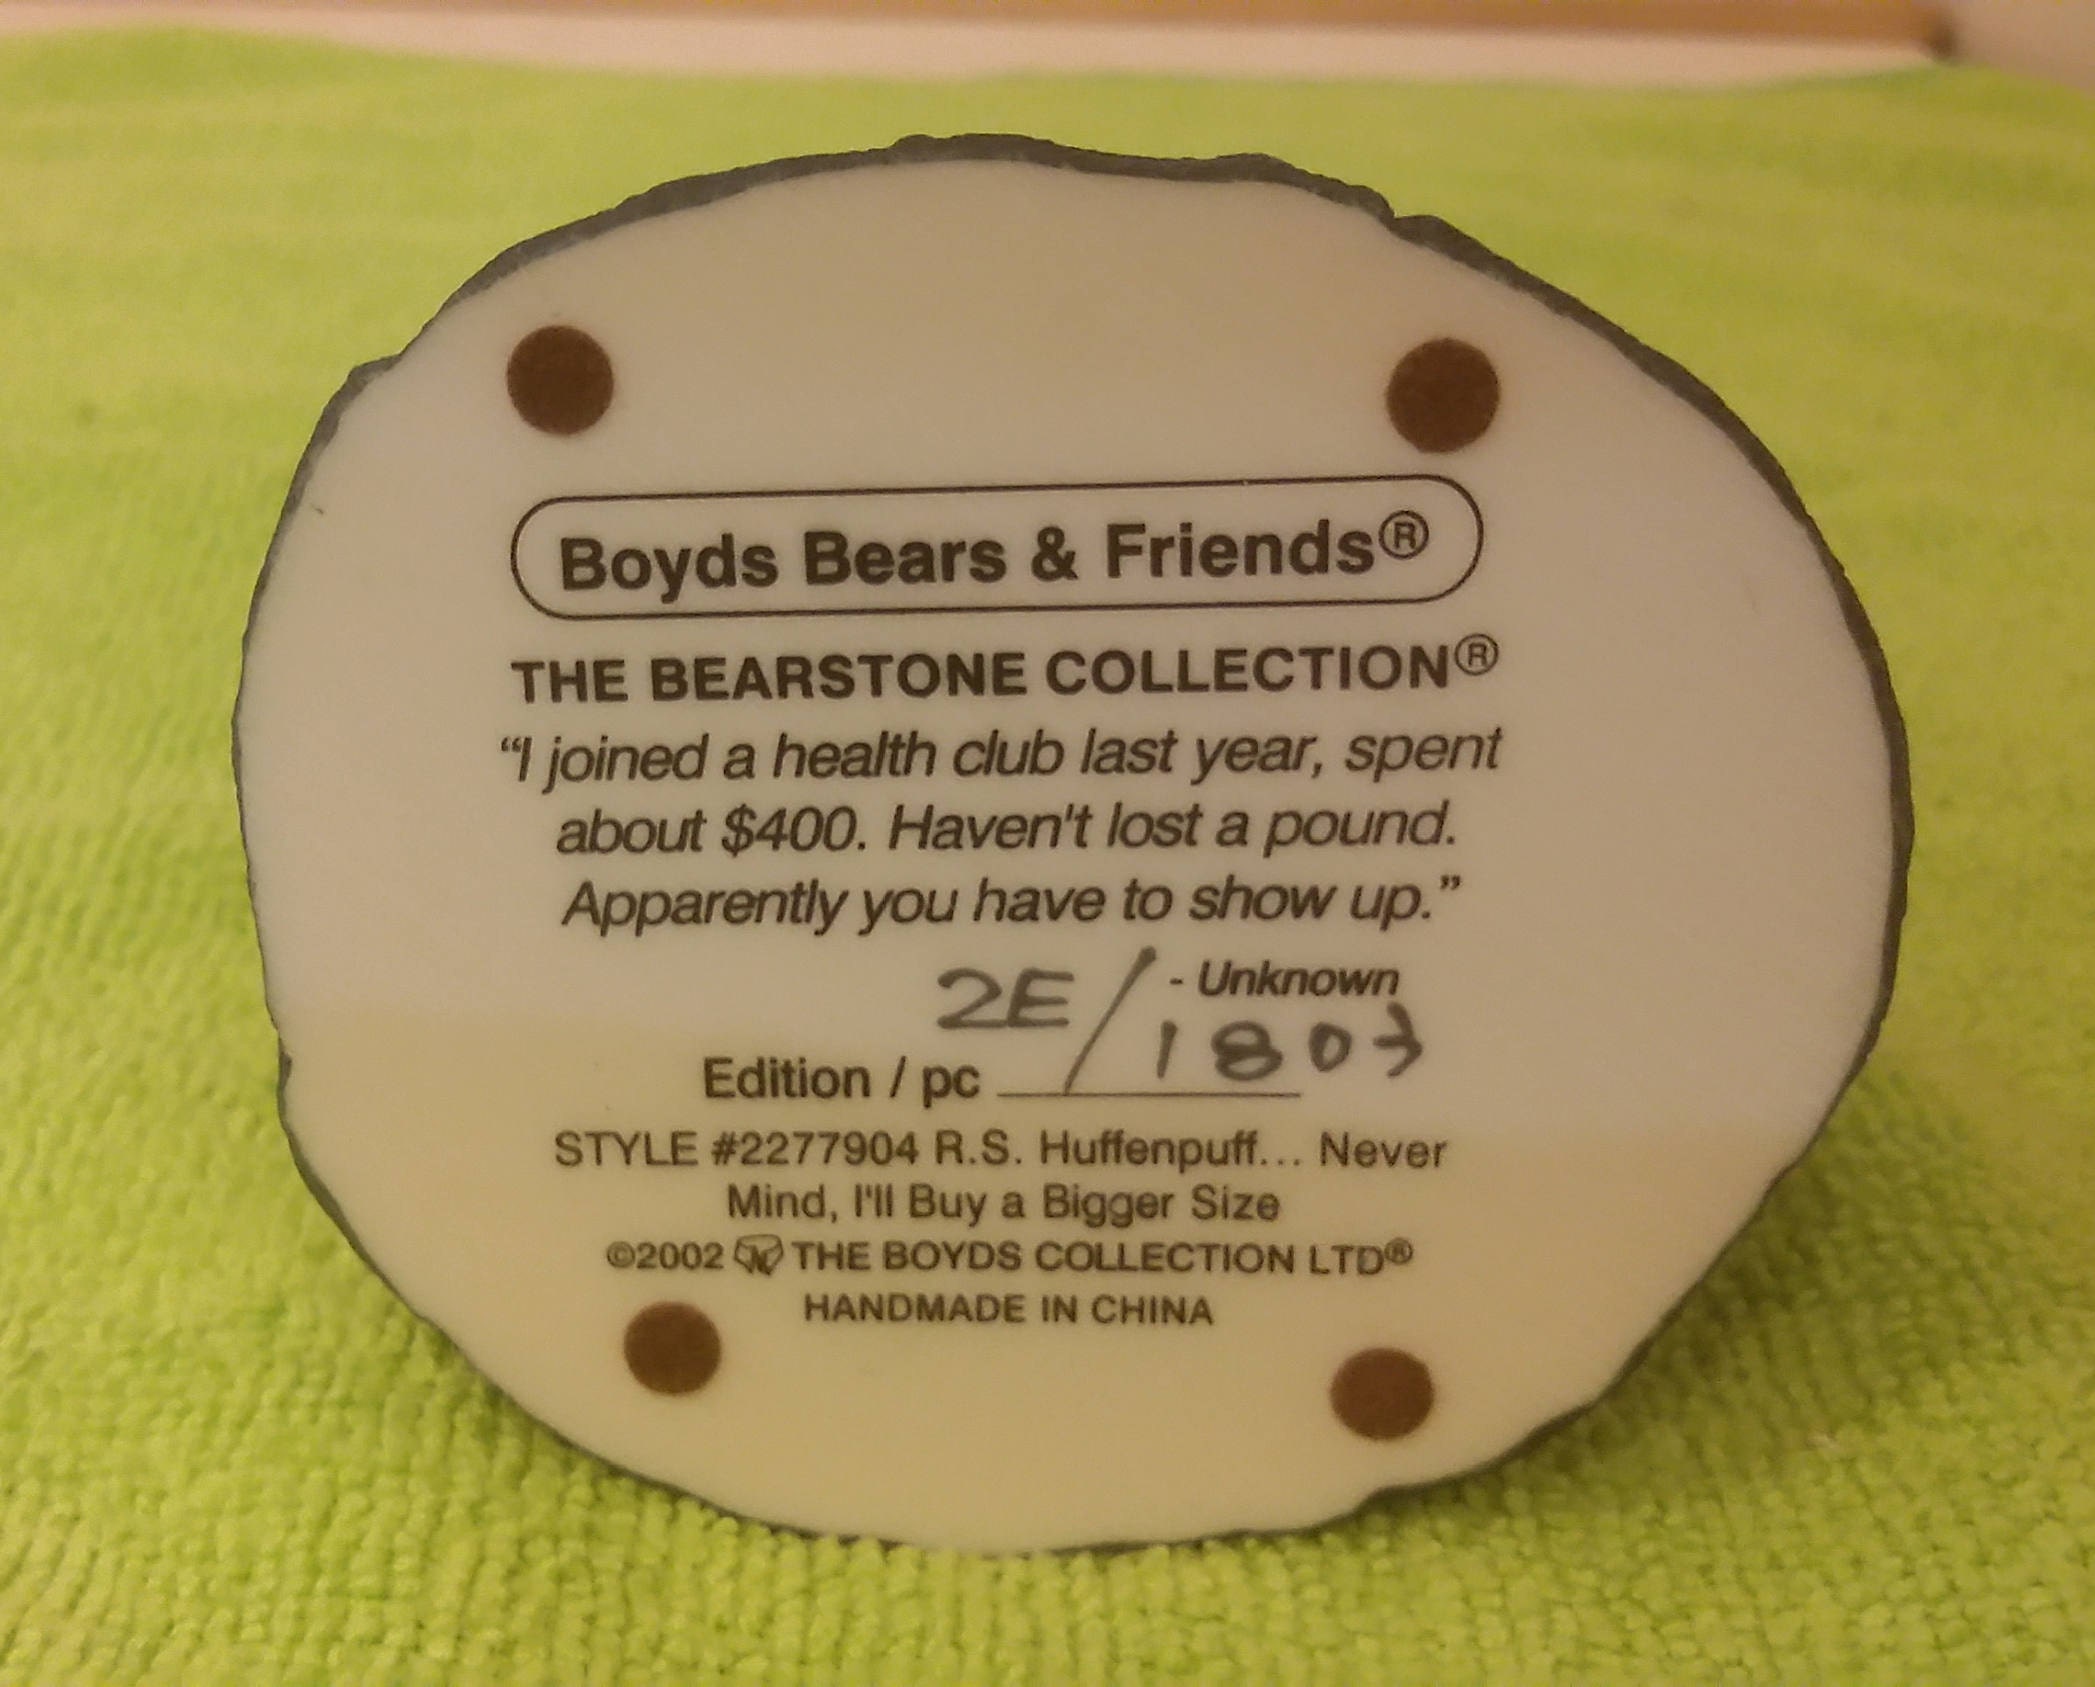 Boyds Bears & Friends®
THE BEARSTONE COLLECTION®
“I joined a health club last year, spent
about $400. Haven't lost a pound.
Apparently you have to show up.”
- Unknown
Edition / pc 2E/1803
STYLE #2277904 R.S. Huffenpuff... Never
Mind, I'll Buy a Bigger Size
©2002 THE BOYDS COLLECTION LTD®
HANDMADE IN CHINA